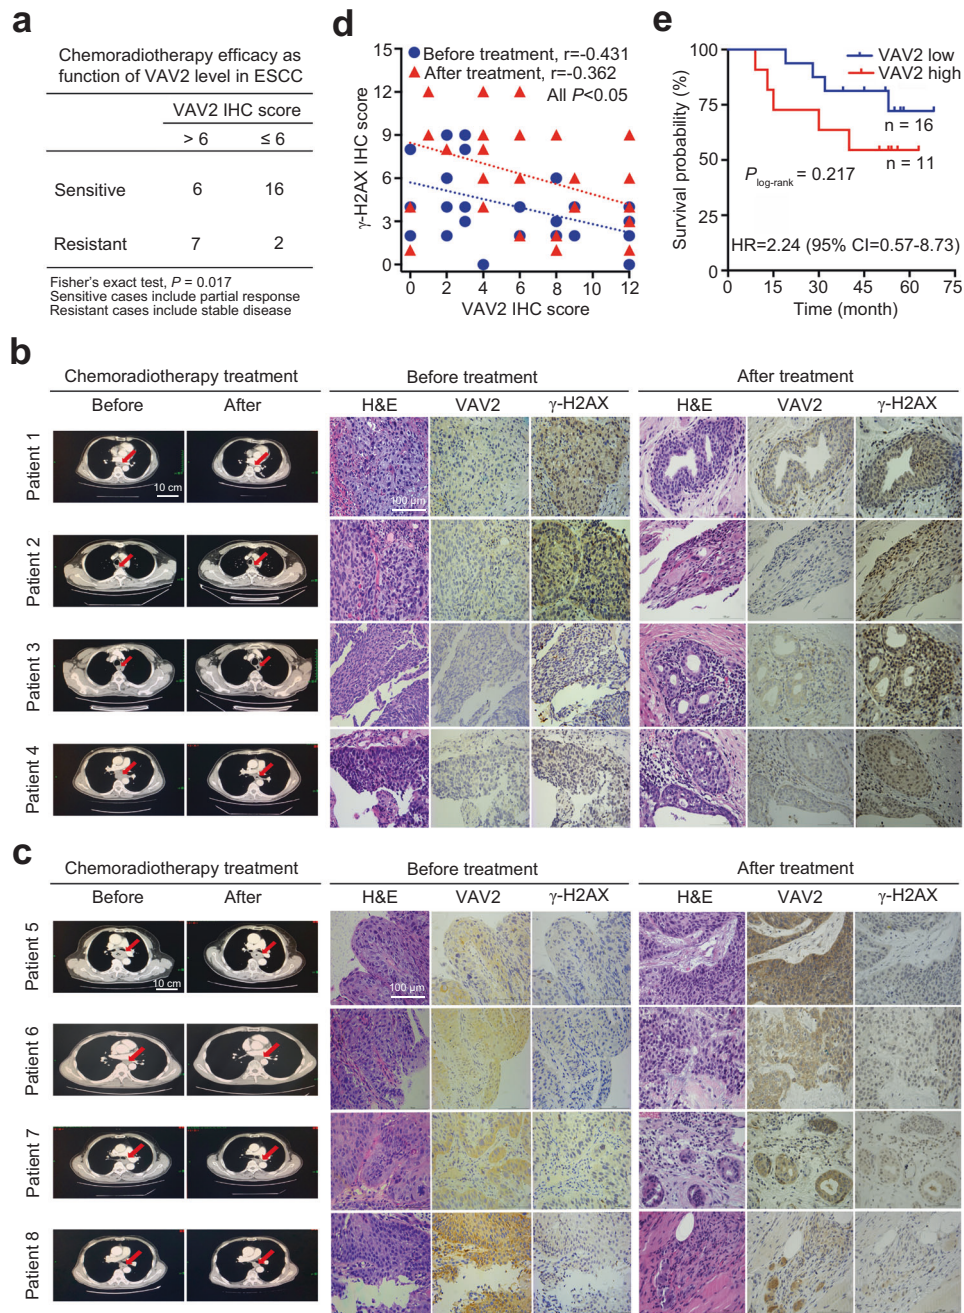 a
Chemoradiotherapy efficacy as
function of VAV2 level in ESCC
VAV2 IHC score
> 6 ≤ 6
Sensitive 6 16
Resistant 7 2
Fisher's exact test, P = 0.017
Sensitive cases include partial response
Resistant cases include stable disease
d
Before treatment, r=-0.431
After treatment, r=-0.362
All P<0.05
γ-H2AX IHC score
15
12
9
6
3
0
0 2 4 6 8 10 12
VAV2 IHC score
e
VAV2 low
VAV2 high
Survival probability (%)
100
75
50
25
0
n = 16
n = 11
Plog-rank = 0.217
HR=2.24 (95% CI=0.57-8.73)
0 15 30 45 60 75
Time (month)
b
Chemoradiotherapy treatment Before treatment After treatment
Before After H&E VAV2 γ-H2AX H&E VAV2 γ-H2AX
Patient 1
10 cm
100 µm
Patient 2
Patient 3
Patient 4
c
Chemoradiotherapy treatment Before treatment After treatment
Before After H&E VAV2 γ-H2AX H&E VAV2 γ-H2AX
Patient 5
10 cm
100 µm
Patient 6
Patient 7
Patient 8